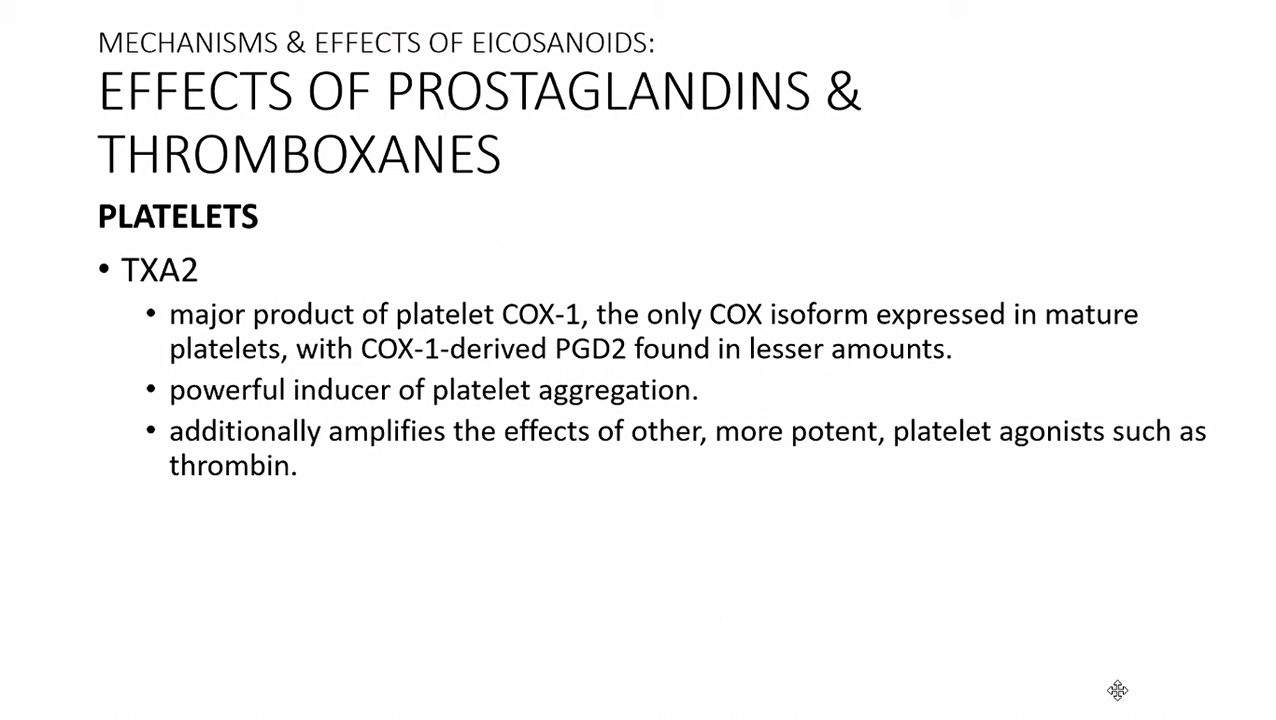 MECHANISMS & EFFECTS OF EICOSANOIDS:
EFFECTS OF PROSTAGLANDINS &
THROMBOXANES
PLATELETS
• TXA2
• major product of platelet COX-1, the only COX isoform expressed in mature
platelets, with COX-1-derived PGD2 found in lesser amounts.
• powerful inducer of platelet aggregation.
• additionally amplifies the effects of other, more potent, platelet agonists such as
thrombin.